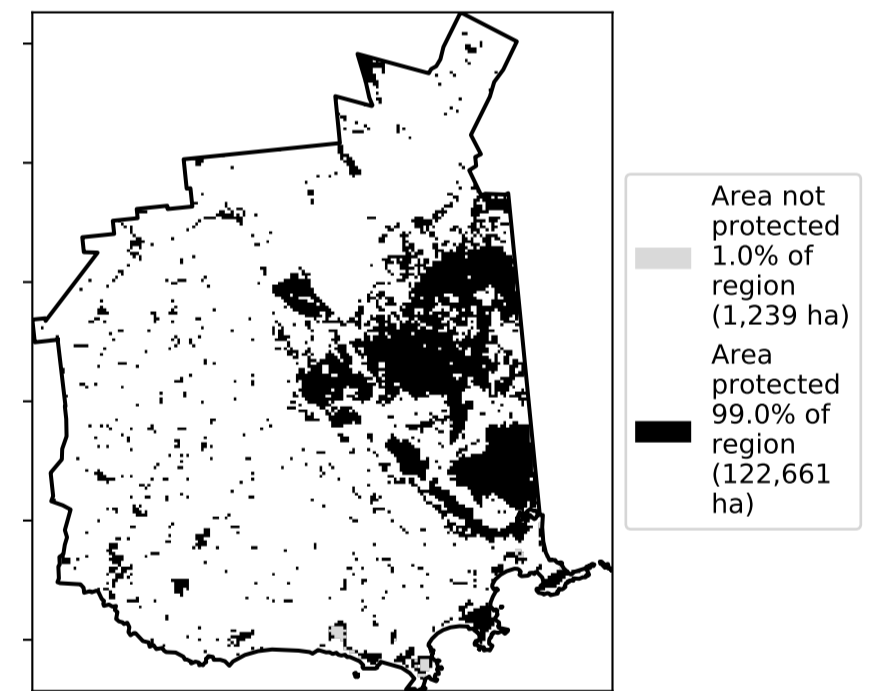 Area not
protected
1.0% of
region
(1,239 ha)
Area
protected
99.0% of
region
(122,661
ha)